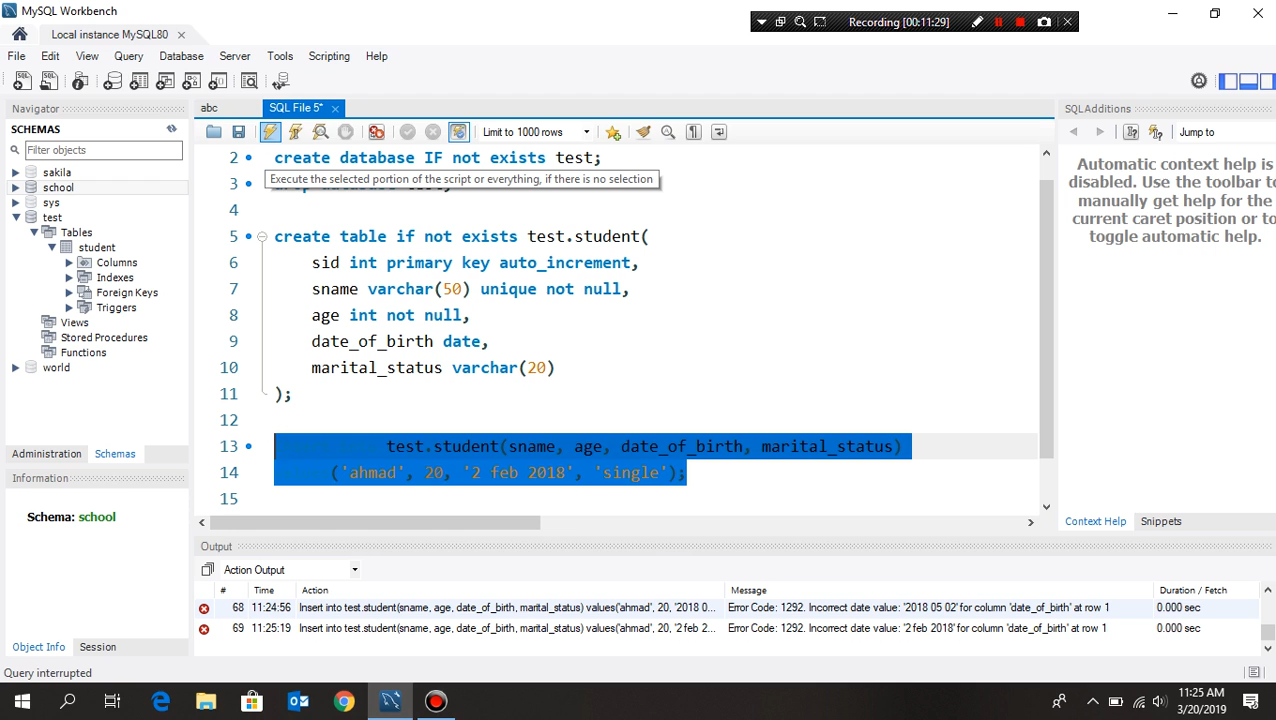 MySQL Workbench
Recording [00:11:29]
Local instance MySQL80
File Edit View Query Database Server Tools Scripting Help
Navigator
SCHEMAS
Filter objects
sakila
school
sys
test
Tables
student
Columns
Indexes
Foreign Keys
Triggers
Views
Stored Procedures
Functions
world
Administration Schemas
Information
Schema: school
Object Info Session
Query interrupted
abc SQL File 5*
Limit to 1000 rows
2 create database IF not exists test;
Execute the selected portion of the script or everything, if there is no selection
3
4
5 create table if not exists test.student(
6 sid int primary key auto_increment,
7 sname varchar(50) unique not null,
8 age int not null,
9 date_of_birth date,
10 marital_status varchar(20)
11 );
12
13 test.student(sname, age, date_of_birth, marital_status)
14 ('ahmad', 20, '2 feb 2018', 'single');
15
SQLAdditions
Jump to
Automatic context help is
disabled. Use the toolbar to
manually get help for the
current caret position or to
toggle automatic help.
Context Help Snippets
Output
Action Output
# Time Action Message Duration / Fetch
68 11:24:56 Insert into test.student(sname, age, date_of_birth, marital_status) values('ahmad', 20, '2018 0... Error Code: 1292. Incorrect date value: '2018 05 02' for column 'date_of_birth' at row 1 0.000 sec
69 11:25:19 Insert into test.student(sname, age, date_of_birth, marital_status) values('ahmad', 20, '2 feb 2... Error Code: 1292. Incorrect date value: '2 feb 2018' for column 'date_of_birth' at row 1 0.000 sec
11:25 AM
3/20/2019